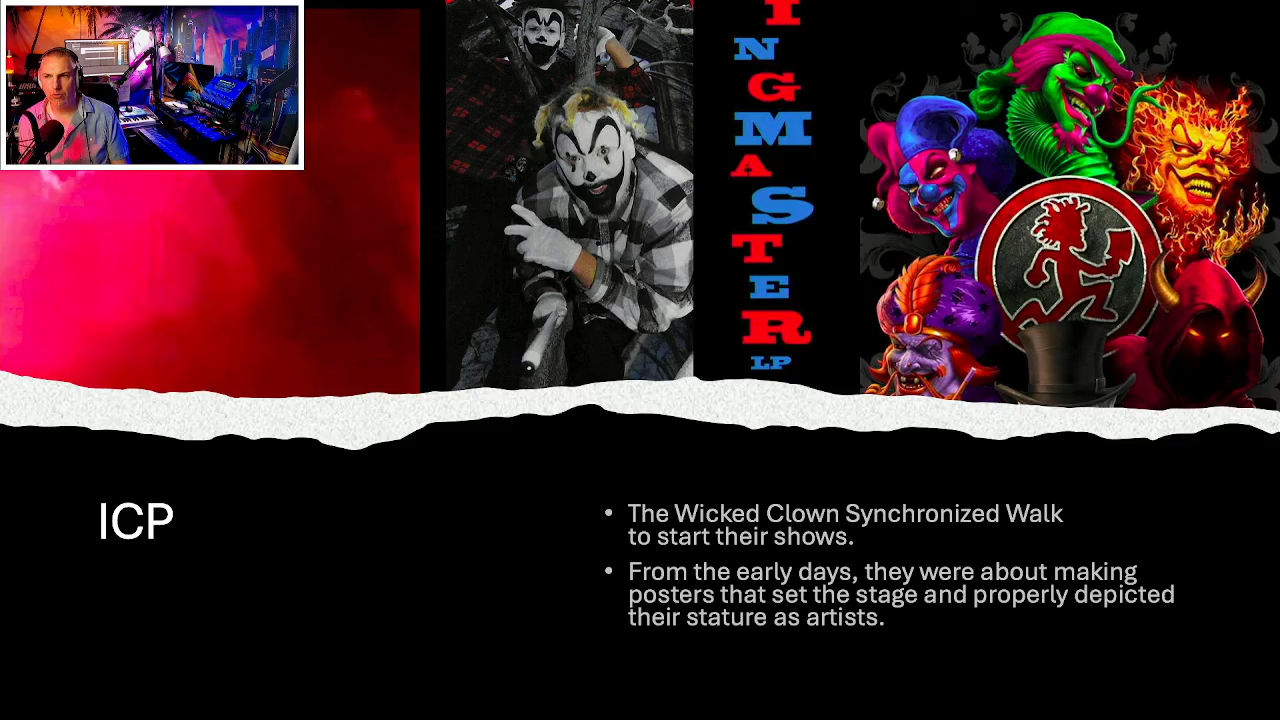 I
N
G
M
A
S
T
E
R
LP
ICP
• The Wicked Clown Synchronized Walk
to start their shows.
• From the early days, they were about making
posters that set the stage and properly depicted
their stature as artists.